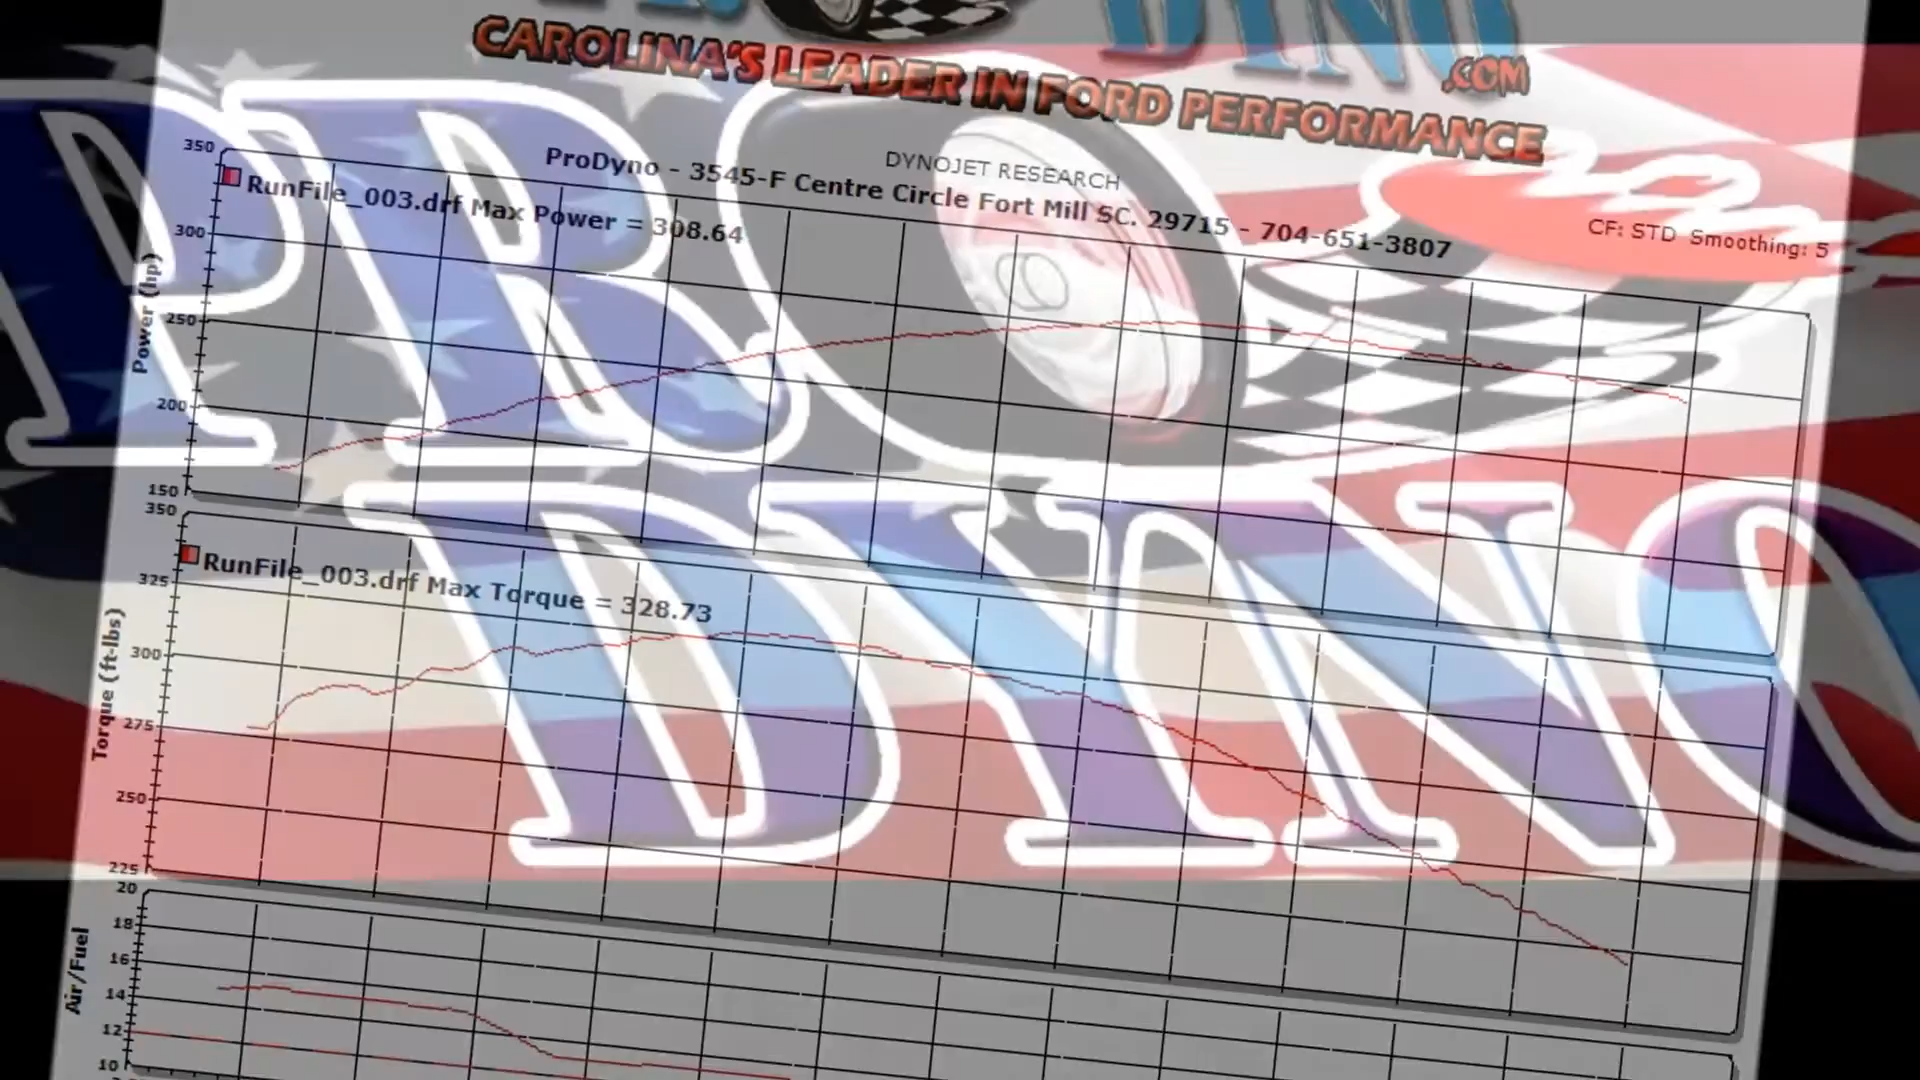 DYNO
.COM
CAROLINA'S LEADER IN FORD PERFORMANCE
DYNOJET RESEARCH
ProDyno - 3545-F Centre Circle Fort Mill SC. 29715 - 704-651-3807
CF: STD Smoothing: 5
RunFile_003.drf Max Power = 308.64
Power (hp)
350
300
250
200
150
RunFile_003.drf Max Torque = 328.73
Torque (ft-lbs)
350
325
300
275
250
225
Air/Fuel
20
18
16
14
12
10
PRO
DYNO